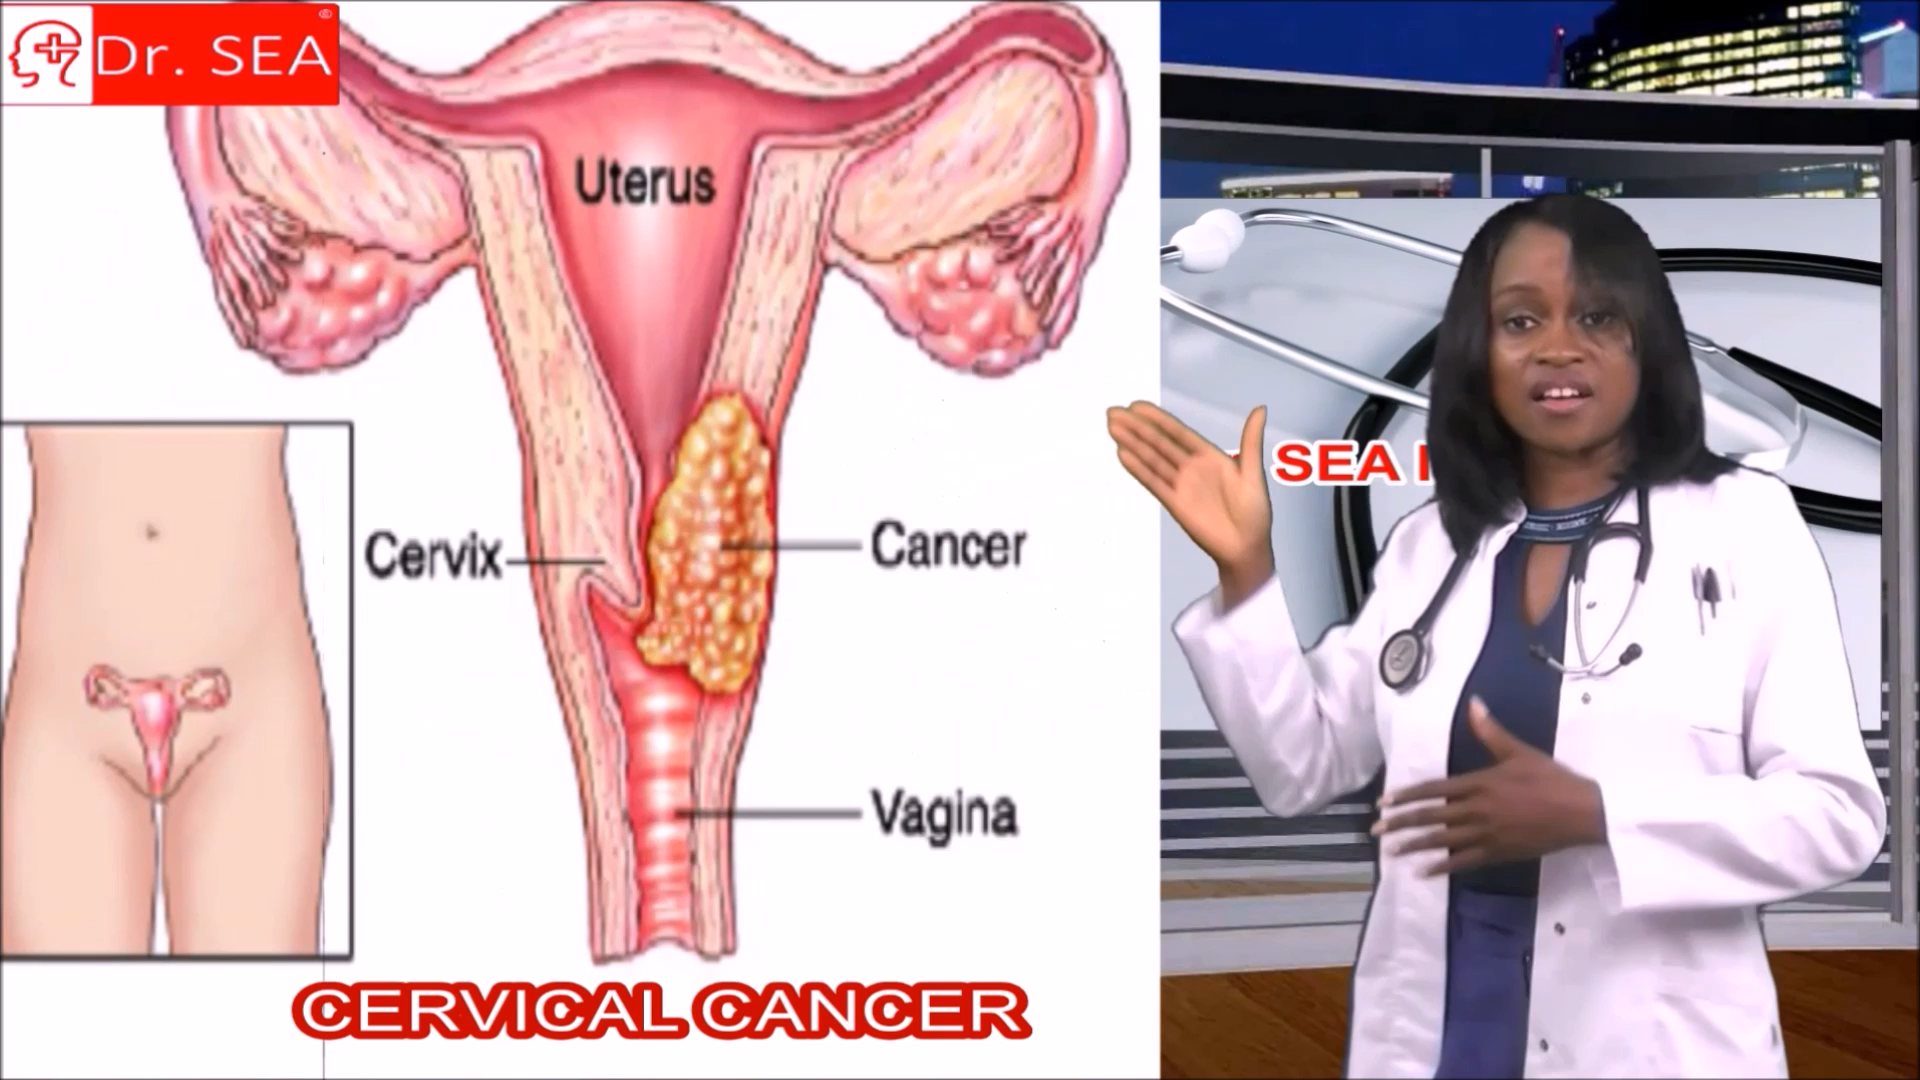 Dr. SEA
©
Uterus
SEA
Cervix
Cancer
Vagina
CERVICAL CANCER